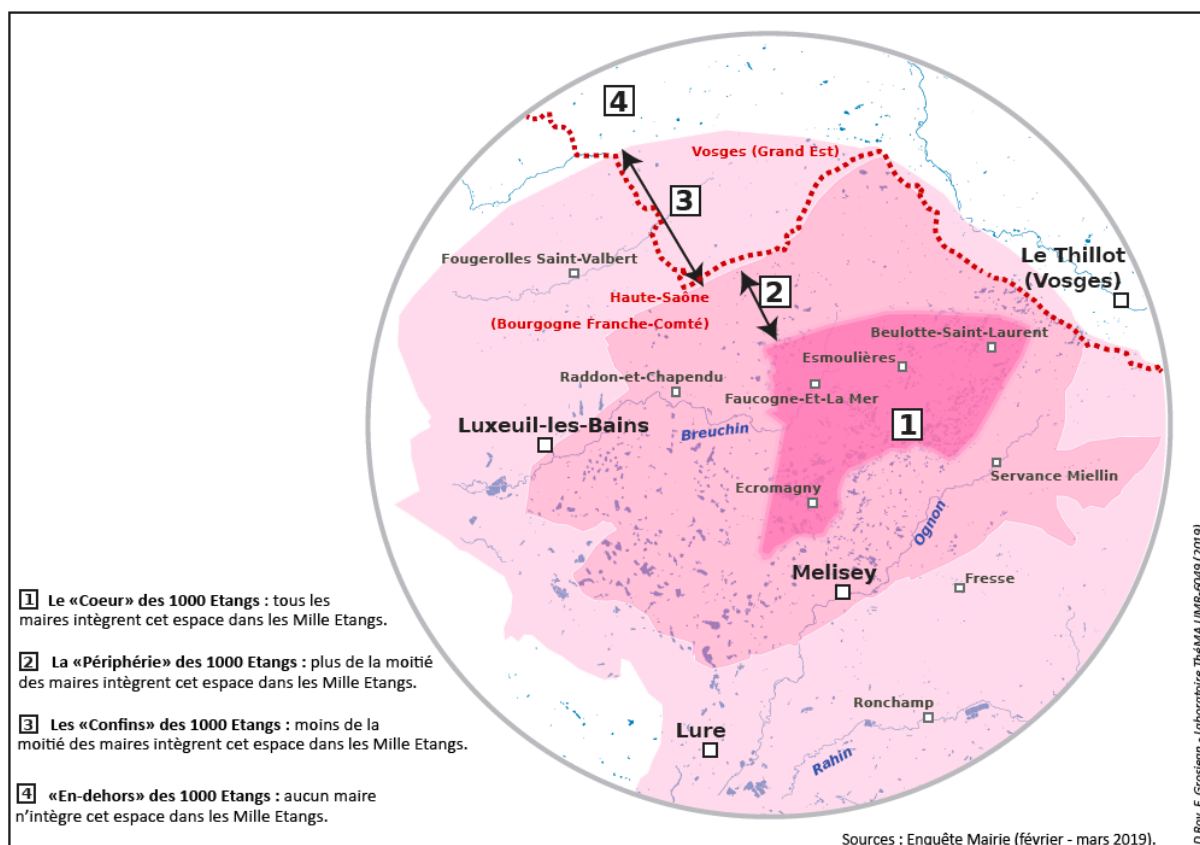 4
Vosges (Grand Est)
3
Fougerolles Saint-Valbert
Le Thillot
(Vosges)
2
Haute-Saône
(Bourgogne Franche-Comté)
Beulotte-Saint-Laurent
Esmoulières
Raddon-et-Chapendu
Faucogne-Et-La Mer
Luxeuil-les-Bains
Breuchin
1
Servance Miellin
Ecromagny
Ognon
Melisey
Fresse
Ronchamp
Lure
Rahin
1 Le «Coeur» des 1000 Etangs : tous les
maires intègrent cet espace dans les Mille Etangs.
2 La «Périphérie» des 1000 Etangs : plus de la moitié
des maires intègrent cet espace dans les Mille Etangs.
3 Les «Confins» des 1000 Etangs : moins de la
moitié des maires intègrent cet espace dans les Mille Etangs.
4 «En-dehors» des 1000 Etangs : aucun maire
n'intègre cet espace dans les Mille Etangs.
Sources : Enquête Mairie (février - mars 2019).
Grosjean - Laboratoire ThéMA UMR-6049 (2019)